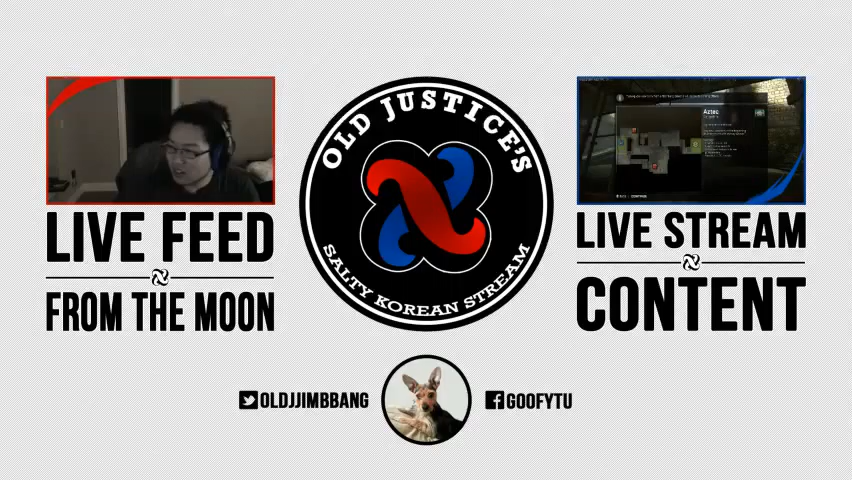 OLD JUSTICE'S
SALTY KOREAN STREAM
LIVE FEED
FROM THE MOON
Aztec
LIVE STREAM
CONTENT
OLDJJIMBBANG
GOOFYTU